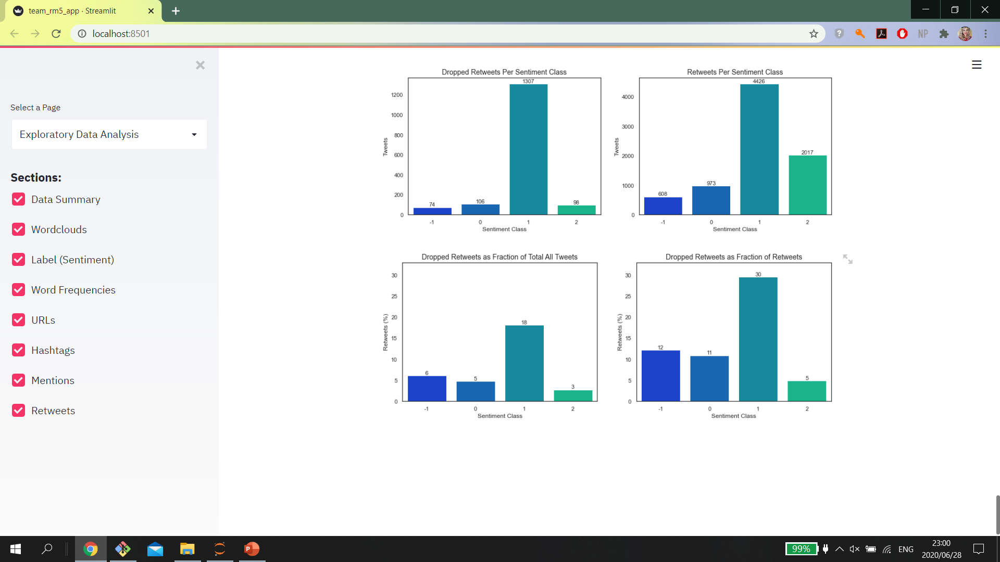 team_rm5_app · Streamlit
localhost:8501
NP
Select a Page
Exploratory Data Analysis
Sections:
Data Summary
Wordclouds
Label (Sentiment)
Word Frequencies
URLs
Hashtags
Mentions
Retweets
Dropped Retweets Per Sentiment Class
1307
1200
1000
800
600
400
200
0
Tweets
74
106
98
-1 0 1 2
Sentiment Class
Retweets Per Sentiment Class
4426
4000
3000
2000
1000
0
Tweets
608
973
2017
-1 0 1 2
Sentiment Class
Dropped Retweets as Fraction of Total All Tweets
30
25
20
15
10
5
0
Retweets (%)
6
5
18
3
-1 0 1 2
Sentiment Class
Dropped Retweets as Fraction of Retweets
30
30
25
20
15
10
5
0
Retweets (%)
12
11
5
-1 0 1 2
Sentiment Class
99%
ENG
23:00
2020/06/28